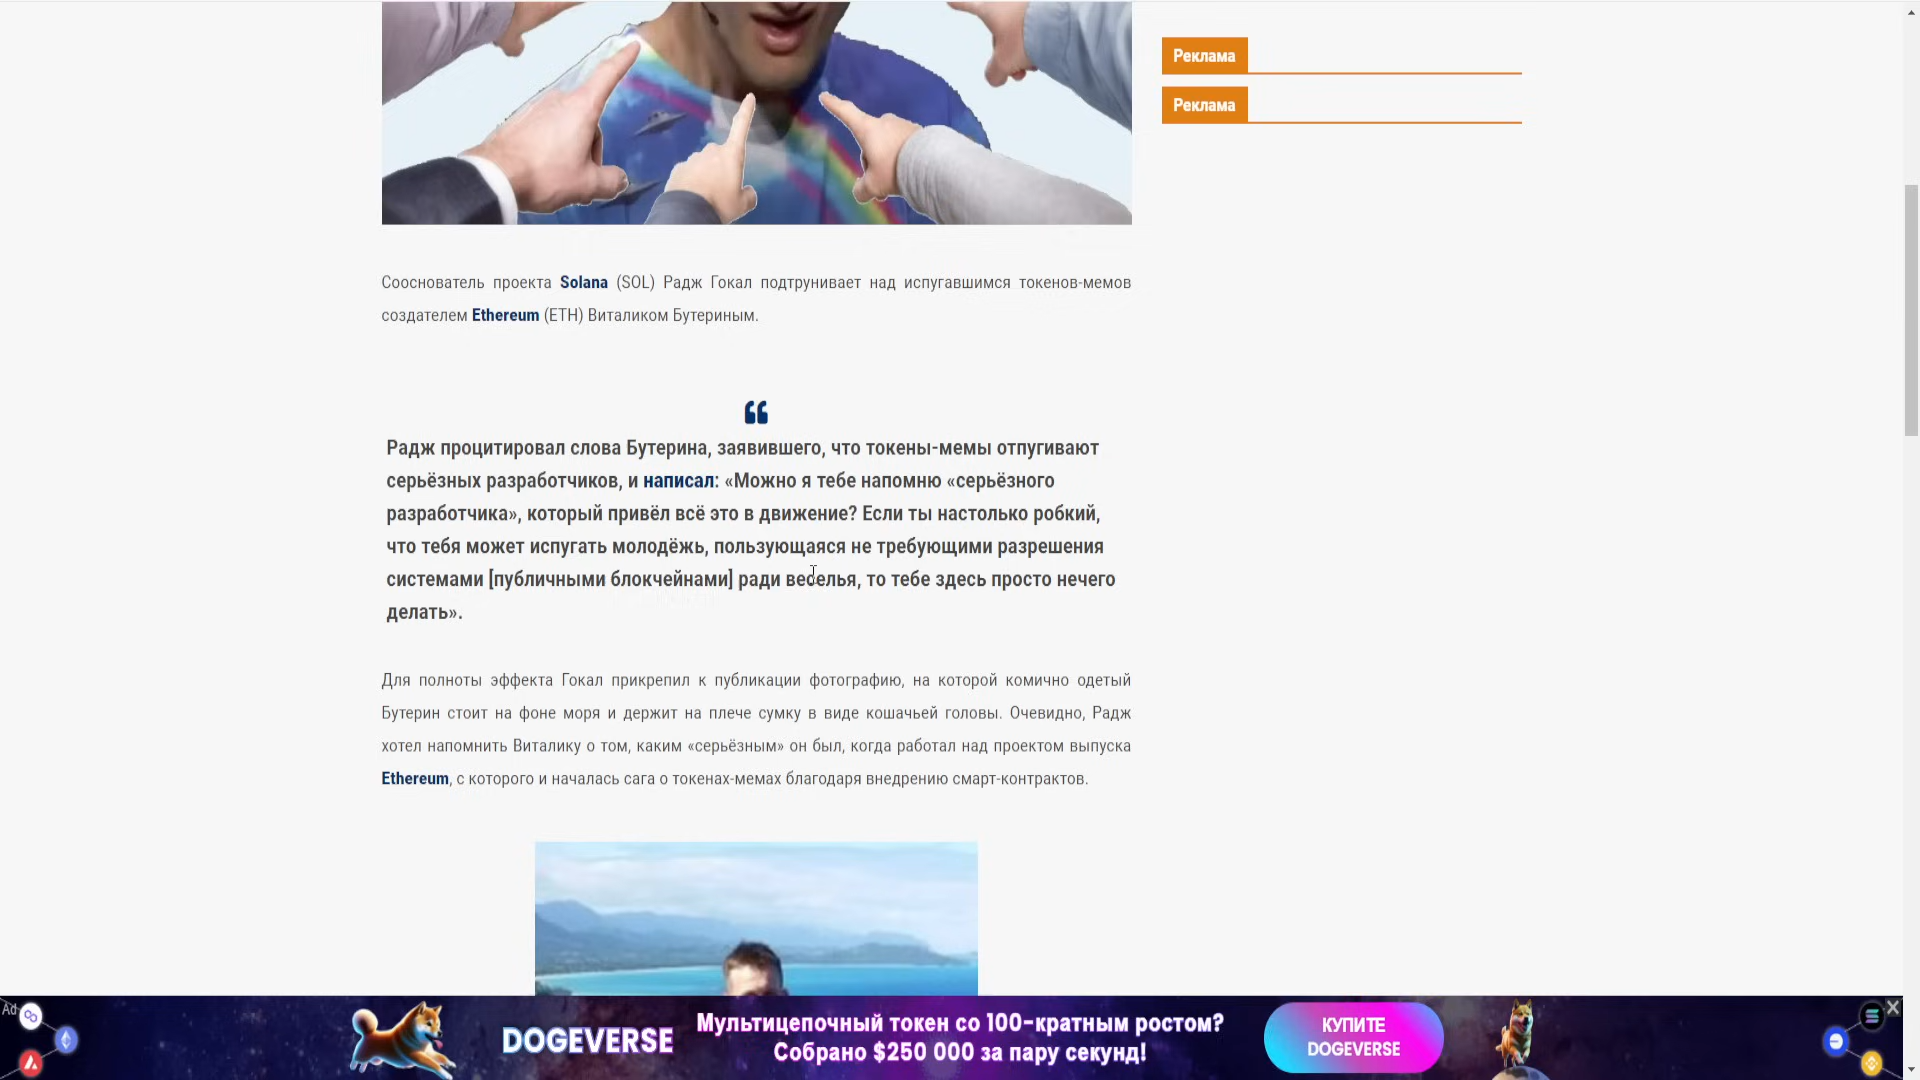 Реклама
Реклама
Сооснователь проекта Solana (SOL) Радж Гокал подтрунивает над испугавшимся токенов-мемов
создателем Ethereum (ETH) Виталиком Бутериным.
Радж процитировал слова Бутерина, заявившего, что токены-мемы отпугивают
серьёзных разработчиков, и написал: «Можно я тебе напомню «серьёзного
разработчика», который привёл всё это в движение? Если ты настолько робкий,
что тебя может испугать молодёжь, пользующаяся не требующими разрешения
системами [публичными блокчейнами] ради веселья, то тебе здесь просто нечего
делать».
Для полноты эффекта Гокал прикрепил к публикации фотографию, на которой комично одетый
Бутерин стоит на фоне моря и держит на плече сумку в виде кошачьей головы. Очевидно, Радж
хотел напомнить Виталику о том, каким «серьёзным» он был, когда работал над проектом выпуска
Ethereum, с которого и началась сага о токенах-мемах благодаря внедрению смарт-контрактов.
Ad
DOGEVERSE
Мультицепочный токен со 100-кратным ростом?
Собрано $250 000 за пару секунд!
КУПИТЕ
DOGEVERSE